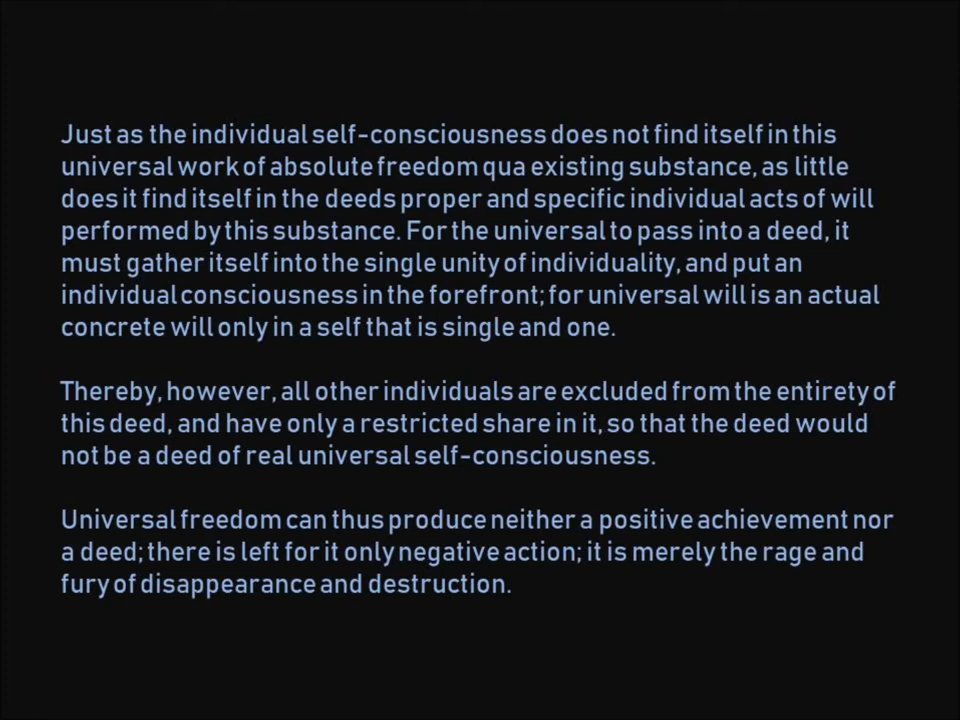 Just as the individual self-consciousness does not find itself in this
universal work of absolute freedom qua existing substance, as little
does it find itself in the deeds proper and specific individual acts of will
performed by this substance. For the universal to pass into a deed, it
must gather itself into the single unity of individuality, and put an
individual consciousness in the forefront; for universal will is an actual
concrete will only in a self that is single and one.
Thereby, however, all other individuals are excluded from the entirety of
this deed, and have only a restricted share in it, so that the deed would
not be a deed of real universal self-consciousness.
Universal freedom can thus produce neither a positive achievement nor
a deed; there is left for it only negative action; it is merely the rage and
fury of disappearance and destruction.